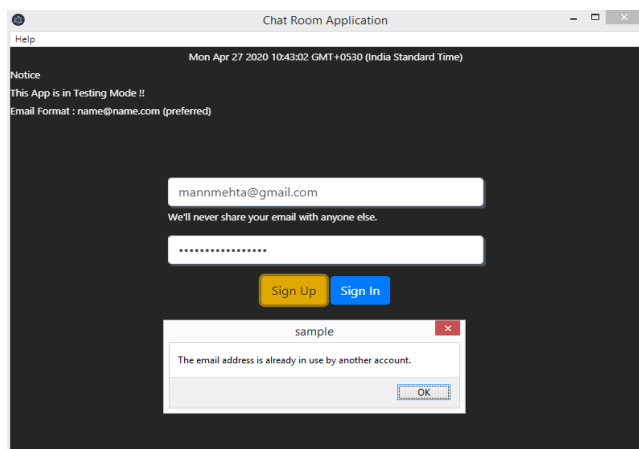 Chat Room Application
Help
Mon Apr 27 2020 10:43:02 GMT+0530 (India Standard Time)
Notice
This App is in Testing Mode !!
Email Format : name@name.com (preferred)
mannmehta@gmail.com
We'll never share your email with anyone else.
•••••••••••••••••
Sign Up Sign In
sample
The email address is already in use by another account.
OK